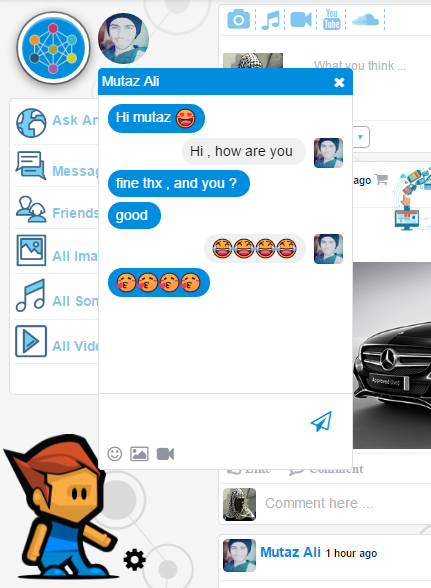 You
Tube
What you think ...
Mutaz Ali
Hi mutaz
Hi , how are you
fine thx , and you ?
good
Ask An
Messag
Friends
All Ima
All Son
All Vide
ago
Approved Used
Like
Comment
Comment here ...
Mutaz Ali 1 hour ago